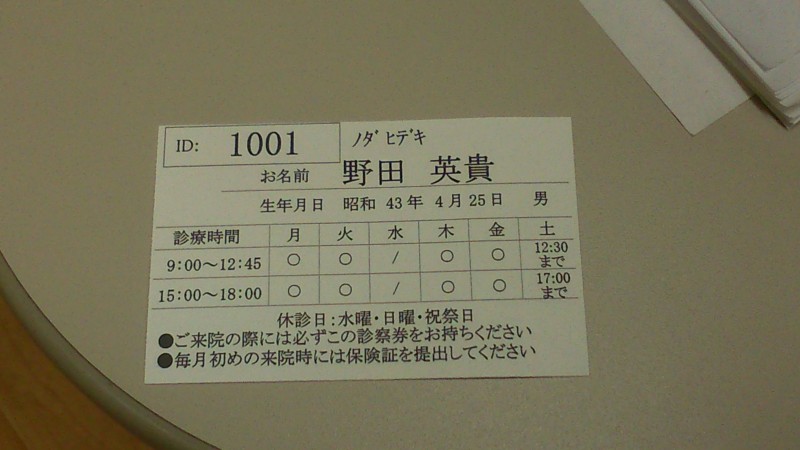 ID: 1001 ﾉﾀﾞ ﾋﾃﾞｷ
お名前 野田 英貴
生年月日 昭和 43 年 4 月 25 日 男
診療時間 月 火 水 木 金 土
9:00～12:45 ○ ○ / ○ ○ 12:30まで
15:00～18:00 ○ ○ / ○ ○ 17:00まで
休診日:水曜・日曜・祝祭日
●ご来院の際には必ずこの診察券をお持ちください
●毎月初めの来院時には保険証を提出してください